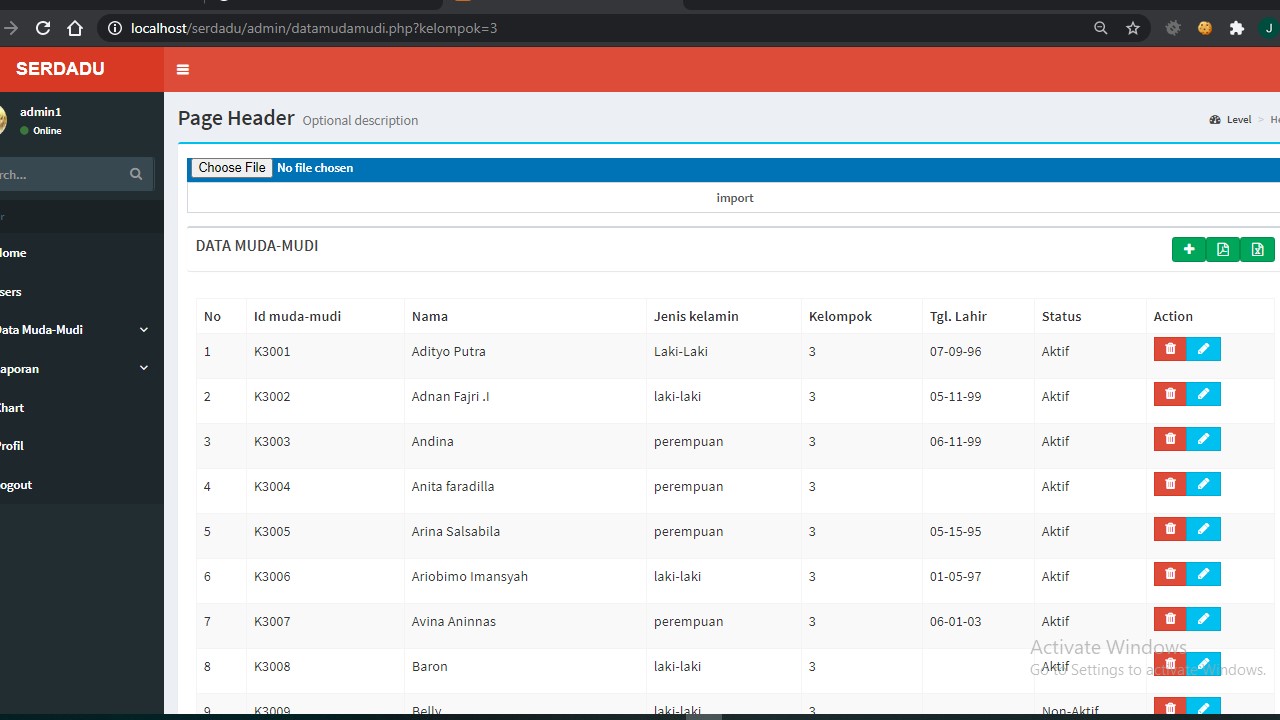 localhost/serdadu/admin/datamudamudi.php?kelompok=3
J
SERDADU
admin1
Online
rch...
r
Home
sers
Data Muda-Mudi
aporan
Chart
Profil
ogout
Page Header Optional description
Level > He
Choose File No file chosen
import
DATA MUDA-MUDI
No Id muda-mudi Nama Jenis kelamin Kelompok Tgl. Lahir Status Action
1 K3001 Adityo Putra Laki-Laki 3 07-09-96 Aktif
2 K3002 Adnan Fajri .I laki-laki 3 05-11-99 Aktif
3 K3003 Andina perempuan 3 06-11-99 Aktif
4 K3004 Anita faradilla perempuan 3 Aktif
5 K3005 Arina Salsabila perempuan 3 05-15-95 Aktif
6 K3006 Ariobimo Imansyah laki-laki 3 01-05-97 Aktif
7 K3007 Avina Aninnas perempuan 3 06-01-03 Aktif
8 K3008 Baron laki-laki 3 Aktif
9 K3009 Belly laki-laki 3 Non-Aktif
Activate Windows
Go to Settings to activate Windows.